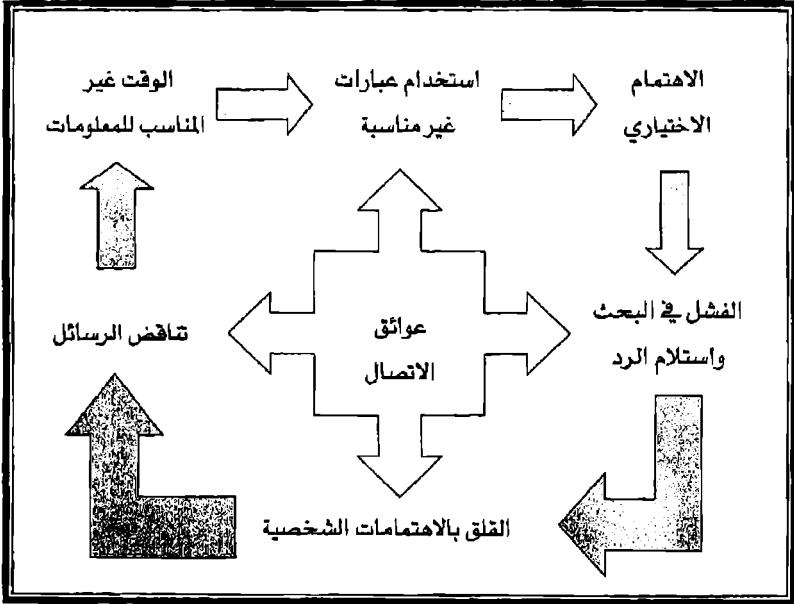 الاهتمام
الاختياري
استخدام عبارات
غير مناسبة
الوقت غير
المناسب للمعلومات
الفشل في البحث
واستلام الرد
عوائق
الاتصال
تناقض الرسائل
القلق بالاهتمامات الشخصية